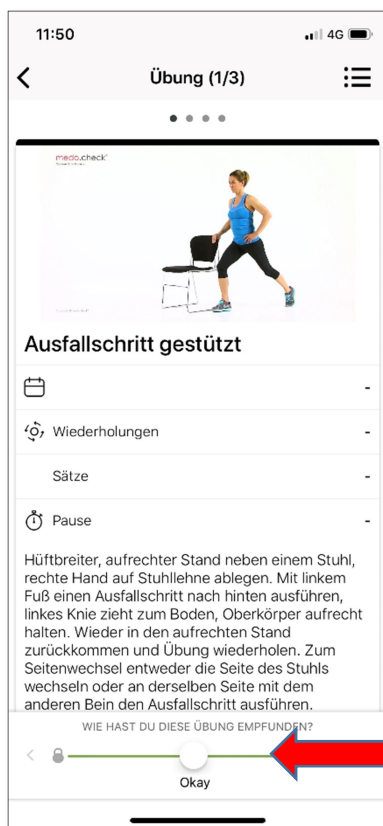 11:50
4G
Übung (1/3)
meda.check
Ausfallschritt gestützt
-
Wiederholungen -
Sätze -
Pause -
Hüftbreiter, aufrechter Stand neben einem Stuhl,
rechte Hand auf Stuhllehne ablegen. Mit linkem
Fuß einen Ausfallschritt nach hinten ausführen,
linkes Knie zieht zum Boden, Oberkörper aufrecht
halten. Wieder in den aufrechten Stand
zurückkommen und Übung wiederholen. Zum
Seitenwechsel entweder die Seite des Stuhls
wechseln oder an derselben Seite mit dem
anderen Bein den Ausfallschritt ausführen.
WIE HAST DU DIESE ÜBUNG EMPFUNDEN?
Okay